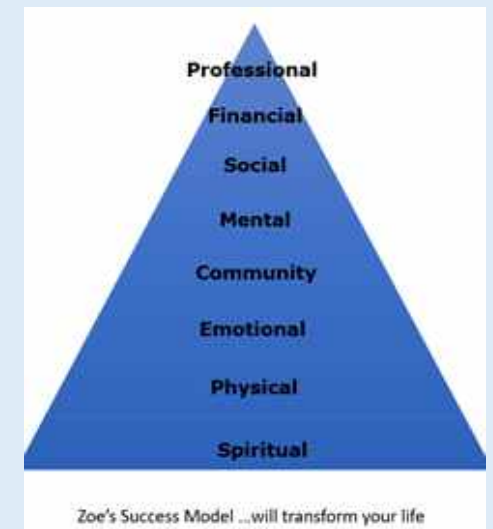 Professional
Financial
Social
Mental
Community
Emotional
Physical
Spiritual
Zoe's Success Model ...will transform your life